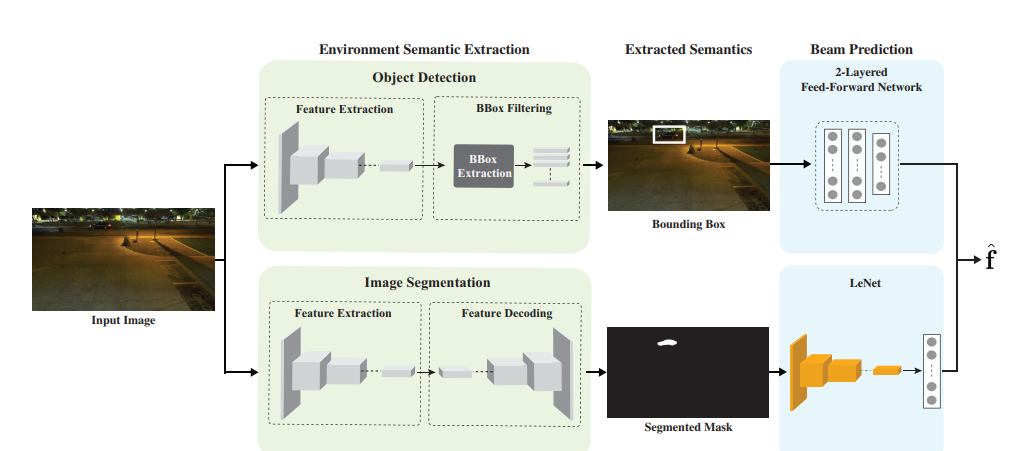 Environment Semantic Extraction
Extracted Semantics
Beam Prediction
Object Detection
Feature Extraction
BBox Filtering
BBox
Extraction
Bounding Box
2-Layered
Feed-Forward Network
Input Image
Image Segmentation
Feature Extraction
Feature Decoding
Segmented Mask
LeNet
f̂